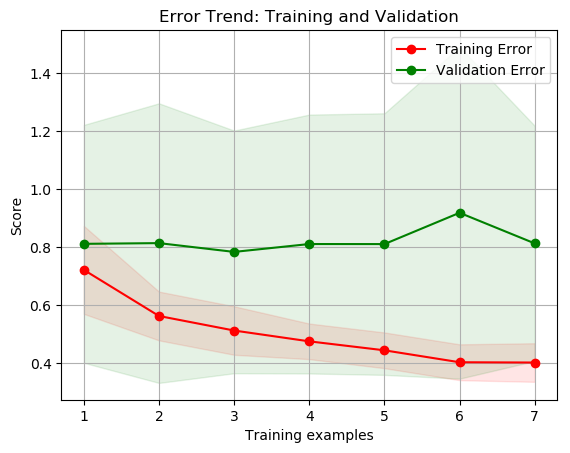 Error Trend: Training and Validation
Training Error
Validation Error
Score
1.4
1.2
1.0
0.8
0.6
0.4
1 2 3 4 5 6 7
Training examples